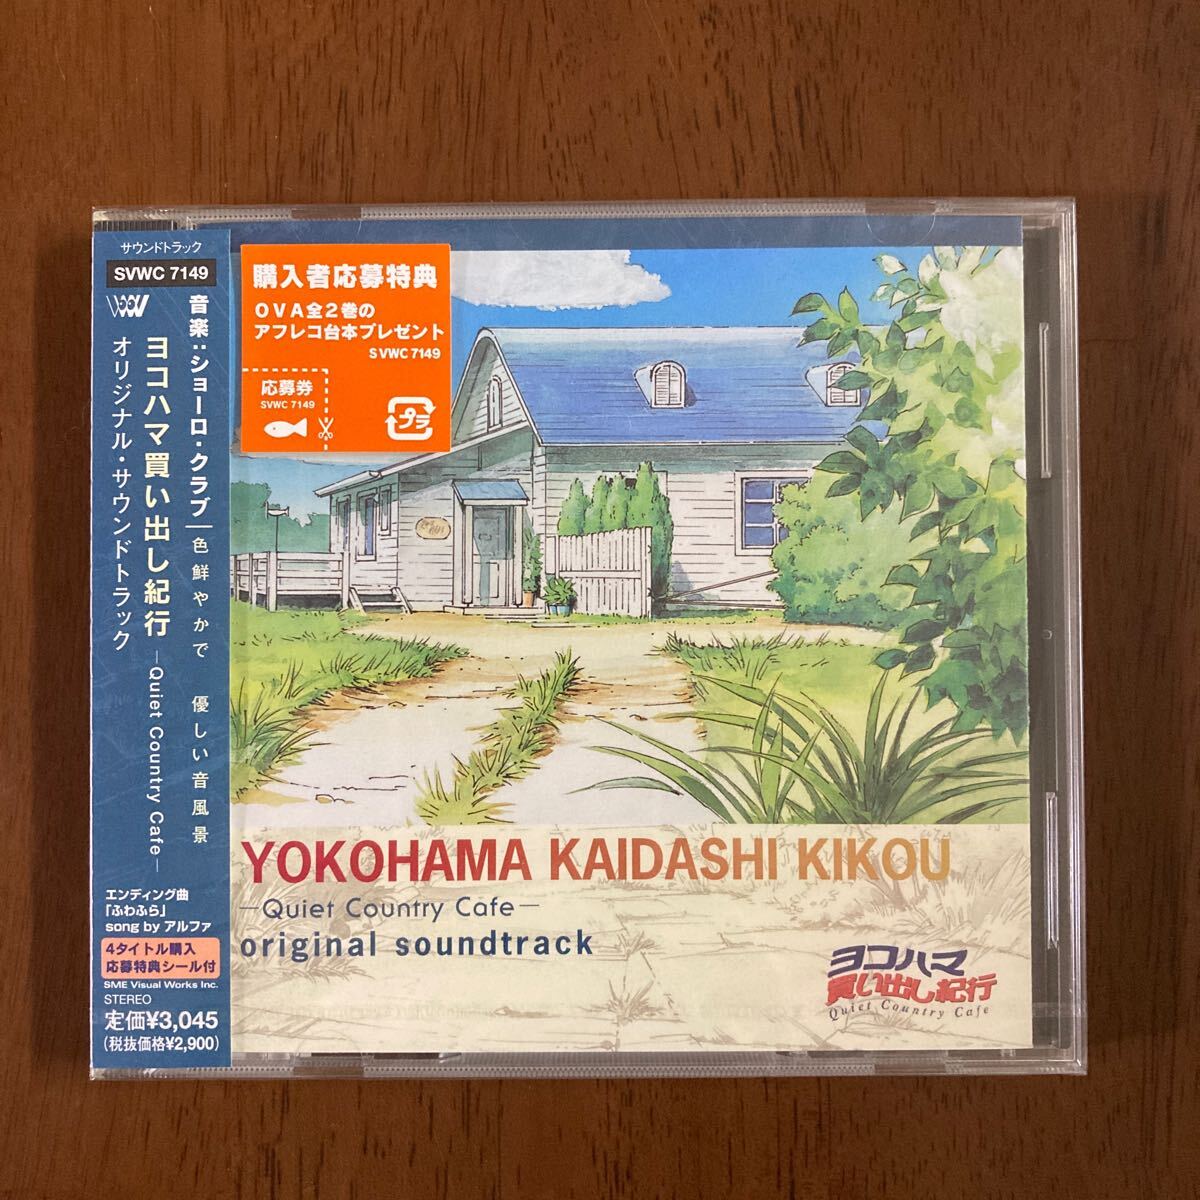 サウンドトラック
SVWC 7149
音楽:ショーロ・クラブ|色鮮やかで 優しい音風景
ヨコハマ買い出し紀行 —Quiet Country Cafe—
オリジナル・サウンドトラック
エンディング曲
「ふわふら」
song by アルファ
4タイトル購入
応募特典シール付
SME Visual Works Inc.
STEREO
定価¥3,045
(税抜価格¥2,900)
購入者応募特典
OVA全2巻の
アフレコ台本プレゼント
SVWC 7149
応募券
SVWC 7149
プラ
YOKOHAMA KAIDASHI KIKOU
—Quiet Country Cafe—
original soundtrack
ヨコハマ
買い出し紀行
Quiet Country Cafe